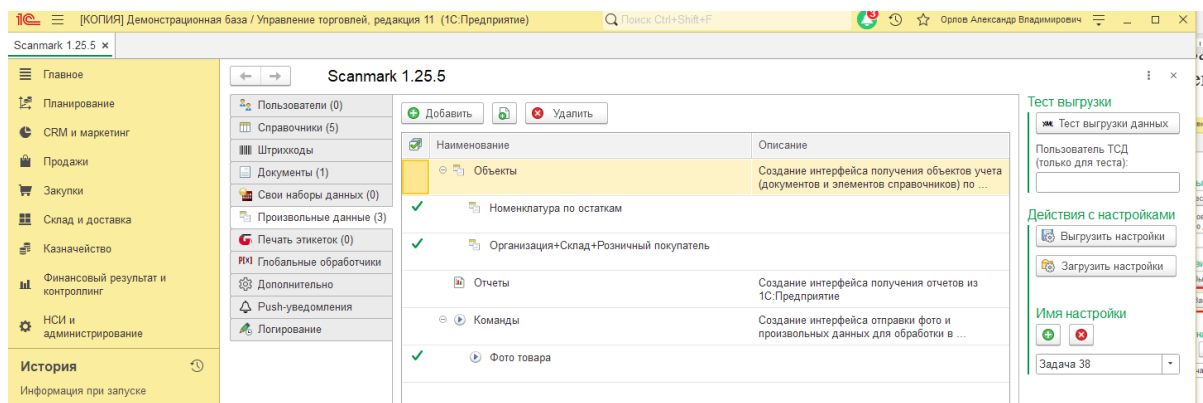 [КОПИЯ] Демонстрационная база / Управление торговлей, редакция 11 (1С:Предприятие)
Поиск Ctrl+Shift+F
3
Орлов Александр Владимирович
Scanmark 1.25.5 ×
Главное
Планирование
CRM и маркетинг
Продажи
Закупки
Склад и доставка
Казначейство
Финансовый результат и
контроллинг
НСИ и
администрирование
История
Информация при запуске
Scanmark 1.25.5
Пользователи (0)
Справочники (5)
Штрихкоды
Документы (1)
Свои наборы данных (0)
Произвольные данные (3)
Печать этикеток (0)
Глобальные обработчики
Дополнительно
Push-уведомления
Логирование
Добавить
Удалить
Наименование
Описание
Объекты
Создание интерфейса получения объектов учета
(документов и элементов справочников) по ...
Номенклатура по остаткам
Организация+Склад+Розничный покупатель
Отчеты
Создание интерфейса получения отчетов из
1С:Предприятие
Команды
Создание интерфейса отправки фото и
произвольных данных для обработки в ...
Фото товара
Тест выгрузки
Тест выгрузки данных
Пользователь ТСД
(только для теста):
Действия с настройками
Выгрузить настройки
Загрузить настройки
Имя настройки
Задача 38